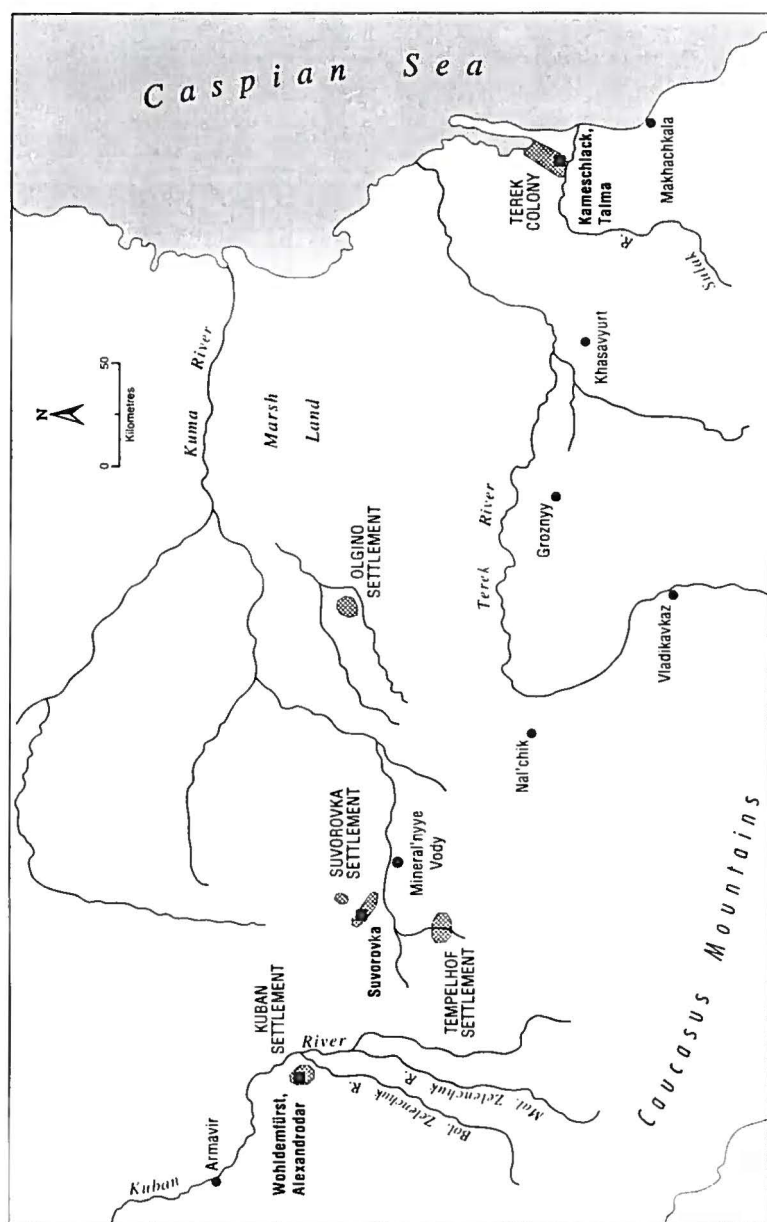 Caspian Sea
N
0 50
Kilometres
Kuma River
Marsh
Land
TEREK
COLONY
Kameschlack,
Talma
Makhachkala
Sulak
R.
Khasavyurt
Groznyy
Terek River
Vladikavkaz
Nal'chik
OLGINO
SETTLEMENT
SUVOROVKA
SETTLEMENT
Suvorovka
Mineral'nyye
Vody
TEMPELHOF
SETTLEMENT
KUBAN
SETTLEMENT
River
Wohldemfürst,
Alexandrodar
Mal. Zelenchuk R.
Bol. Zelenchuk R.
Armavir
Kuban
Caucasus Mountains